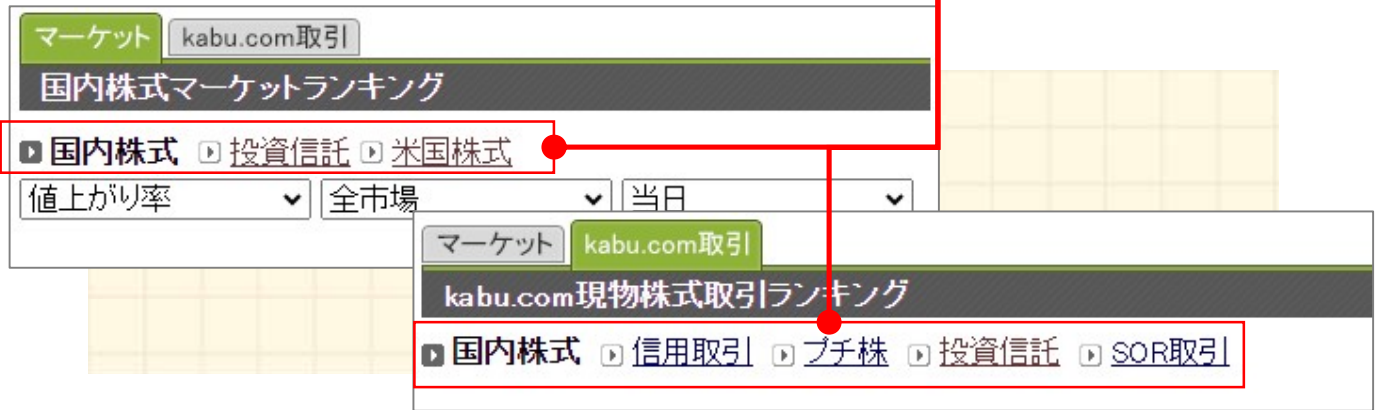 マーケット kabu.com取引
国内株式マーケットランキング
国内株式 投資信託 米国株式
値上がり率 全市場 当日
マーケット kabu.com取引
kabu.com現物株式取引ランキング
国内株式 信用取引 プチ株 投資信託 SOR取引